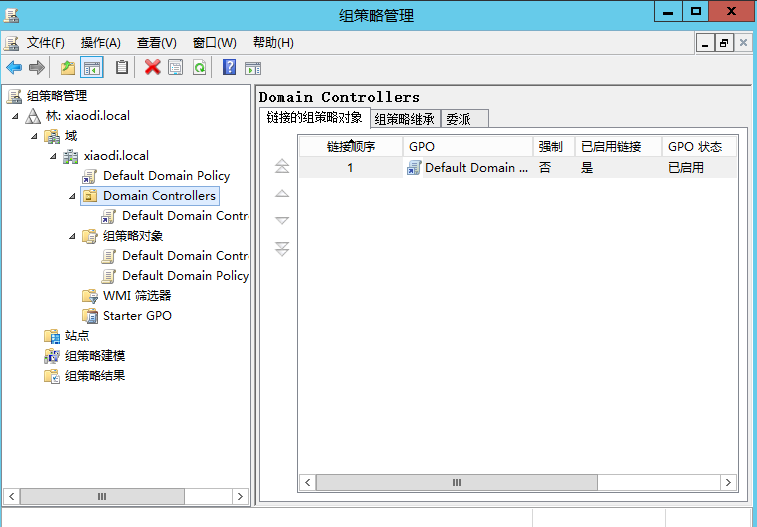 组策略管理
文件(F) 操作(A) 查看(V) 窗口(W) 帮助(H)
组策略管理
林: xiaodi.local
域
xiaodi.local
Default Domain Policy
Domain Controllers
Default Domain Contr
组策略对象
Default Domain Contr
Default Domain Policy
WMI 筛选器
Starter GPO
站点
组策略建模
组策略结果
Domain Controllers
链接的组策略对象 组策略继承 委派
链接顺序 GPO 强制 已启用链接 GPO 状态
1 Default Domain ... 否 是 已启用